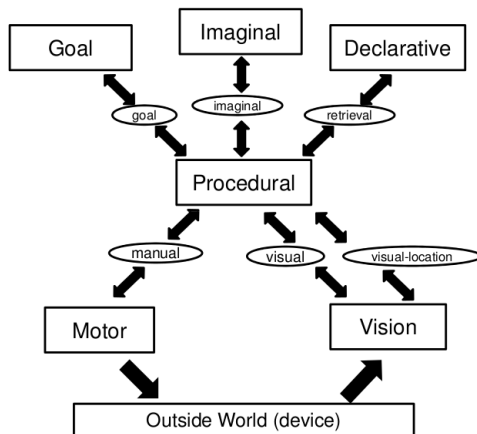 Goal
Imaginal
Declarative
goal
imaginal
retrieval
Procedural
manual
visual
visual-location
Motor
Vision
Outside World (device)